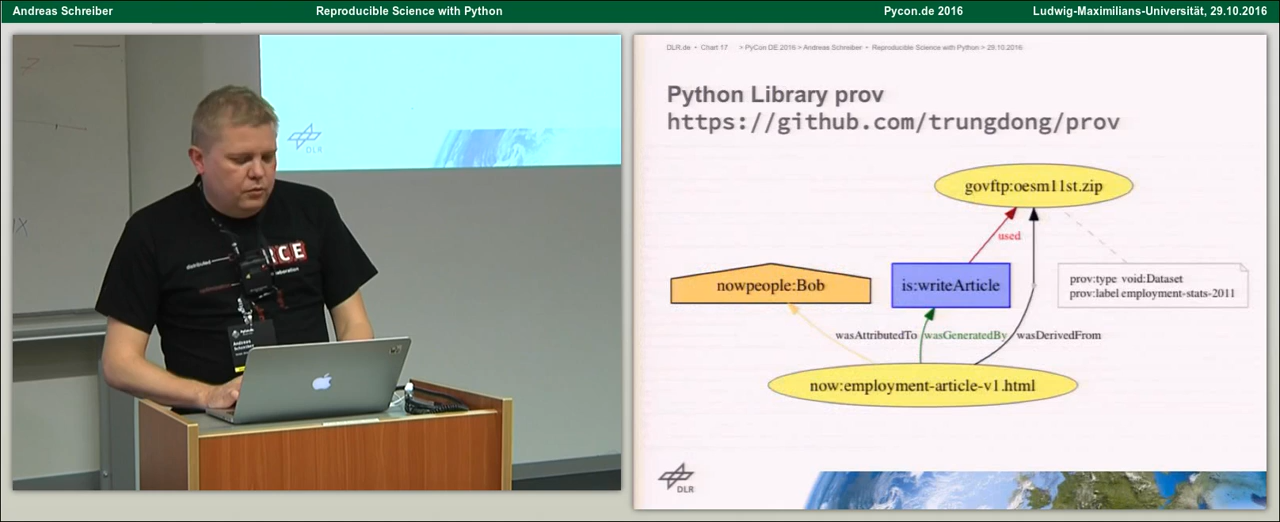 Andreas Schreiber Reproducible Science with Python Pycon.de 2016 Ludwig-Maximilians-Universität, 29.10.2016
DLR
distributed
RCE
Andreas
Schreiber
DLR.de • Chart 17 > PyCon DE 2016 > Andreas Schreiber • Reproducible Science with Python > 29.10.2016
Python Library prov
https://github.com/trungdong/prov
govftp:oesm11st.zip
used
nowpeople:Bob
is:writeArticle
prov:type void:Dataset
prov:label employment-stats-2011
wasAttributedTo wasGeneratedBy wasDerivedFrom
now:employment-article-v1.html
DLR